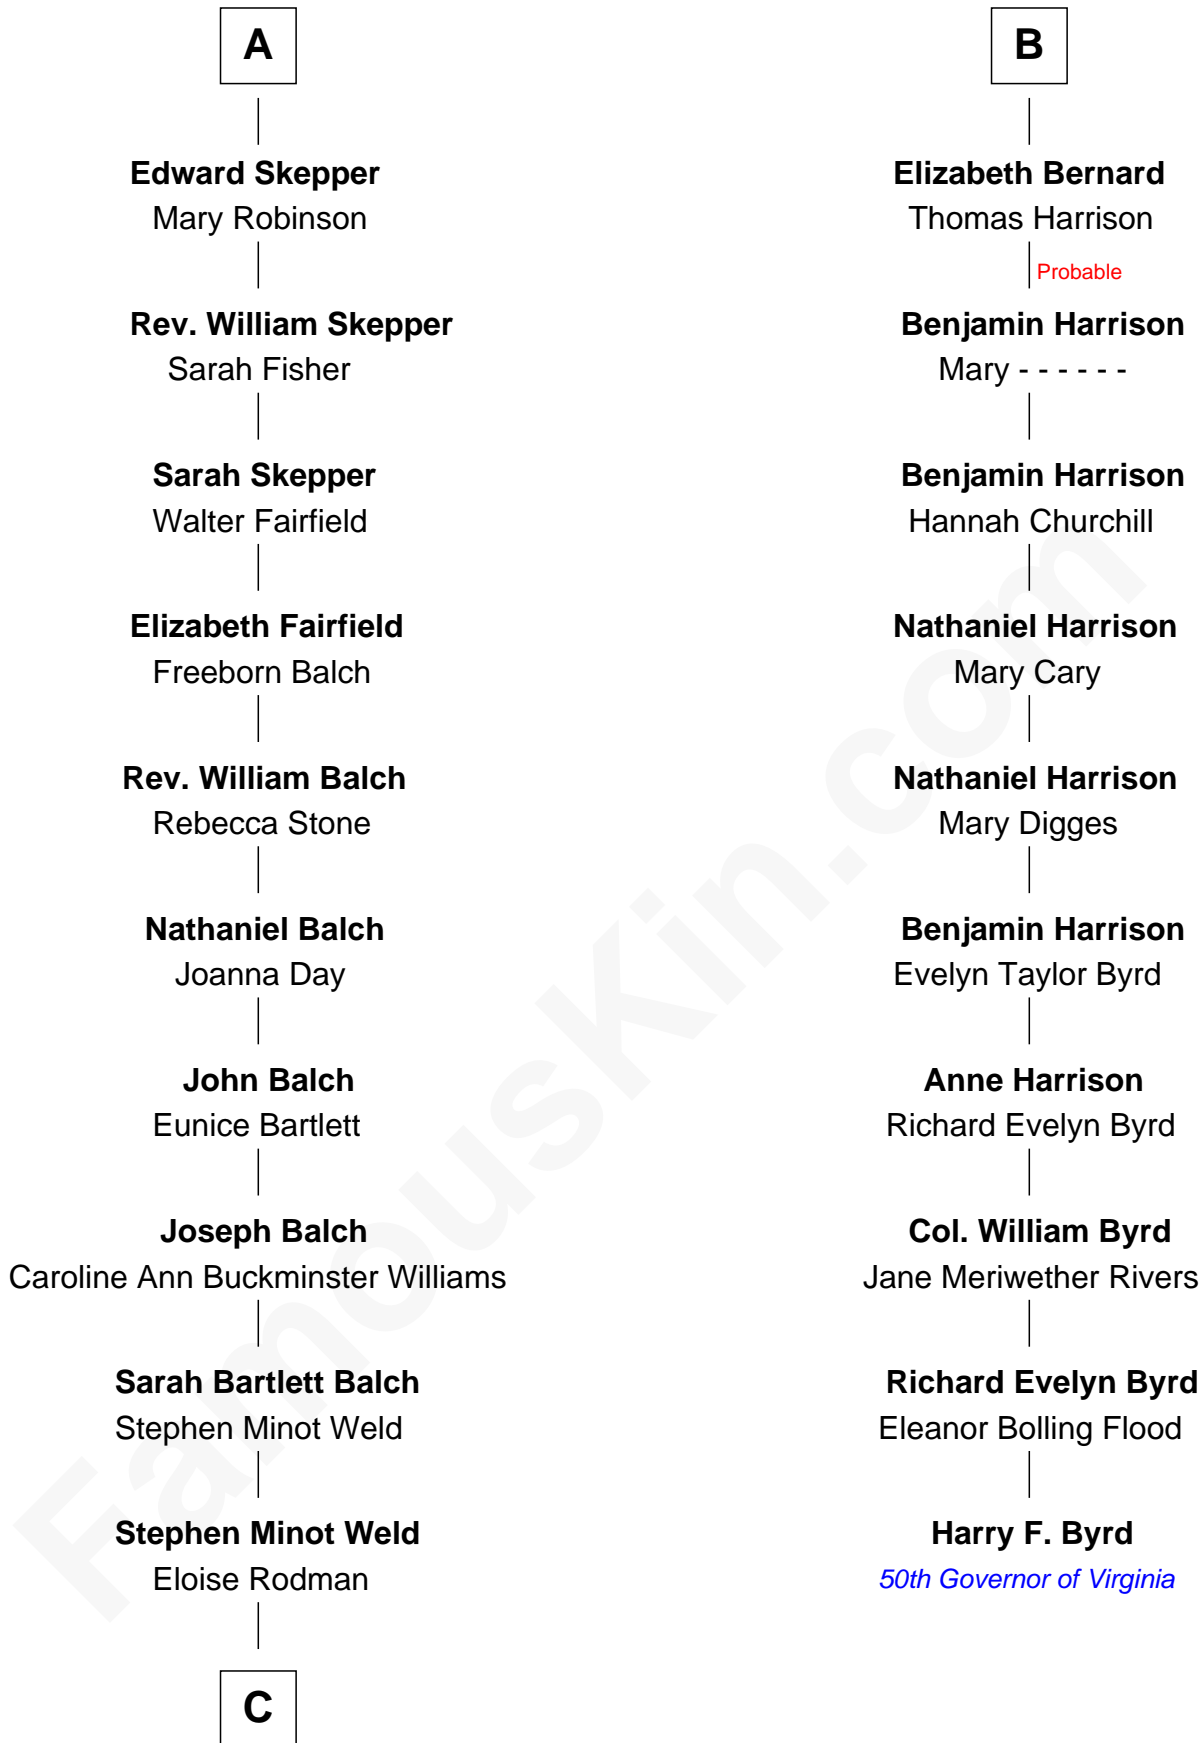 A
Edward Skepper
Mary Robinson
Rev. William Skepper
Sarah Fisher
Sarah Skepper
Walter Fairfield
Elizabeth Fairfield
Freeborn Balch
Rev. William Balch
Rebecca Stone
Nathaniel Balch
Joanna Day
John Balch
Eunice Bartlett
Joseph Balch
Caroline Ann Buckminster Williams
Sarah Bartlett Balch
Stephen Minot Weld
Stephen Minot Weld
Eloise Rodman
C
B
Elizabeth Bernard
Thomas Harrison
Probable
Benjamin Harrison
Mary - - - - - -
Benjamin Harrison
Hannah Churchill
Nathaniel Harrison
Mary Cary
Nathaniel Harrison
Mary Digges
Benjamin Harrison
Evelyn Taylor Byrd
Anne Harrison
Richard Evelyn Byrd
Col. William Byrd
Jane Meriwether Rivers
Richard Evelyn Byrd
Eleanor Bolling Flood
Harry F. Byrd
50th Governor of Virginia
FamousKin.com